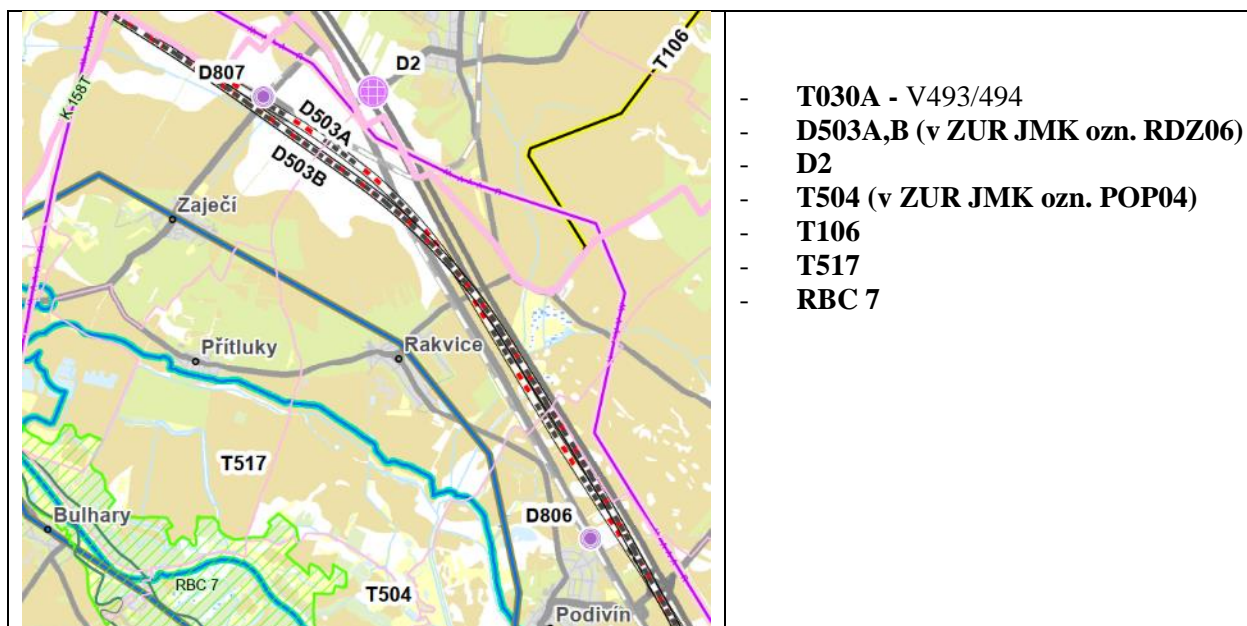 D807
D2
T106
K-158T
D503A
D503B
Zaječí
Přítluky
Rakvice
T517
D806
Bulhary
RBC 7
T504
Podivín
- T030A - V493/494
- D503A,B (v ZUR JMK ozn. RDZ06)
- D2
- T504 (v ZUR JMK ozn. POP04)
- T106
- T517
- RBC 7